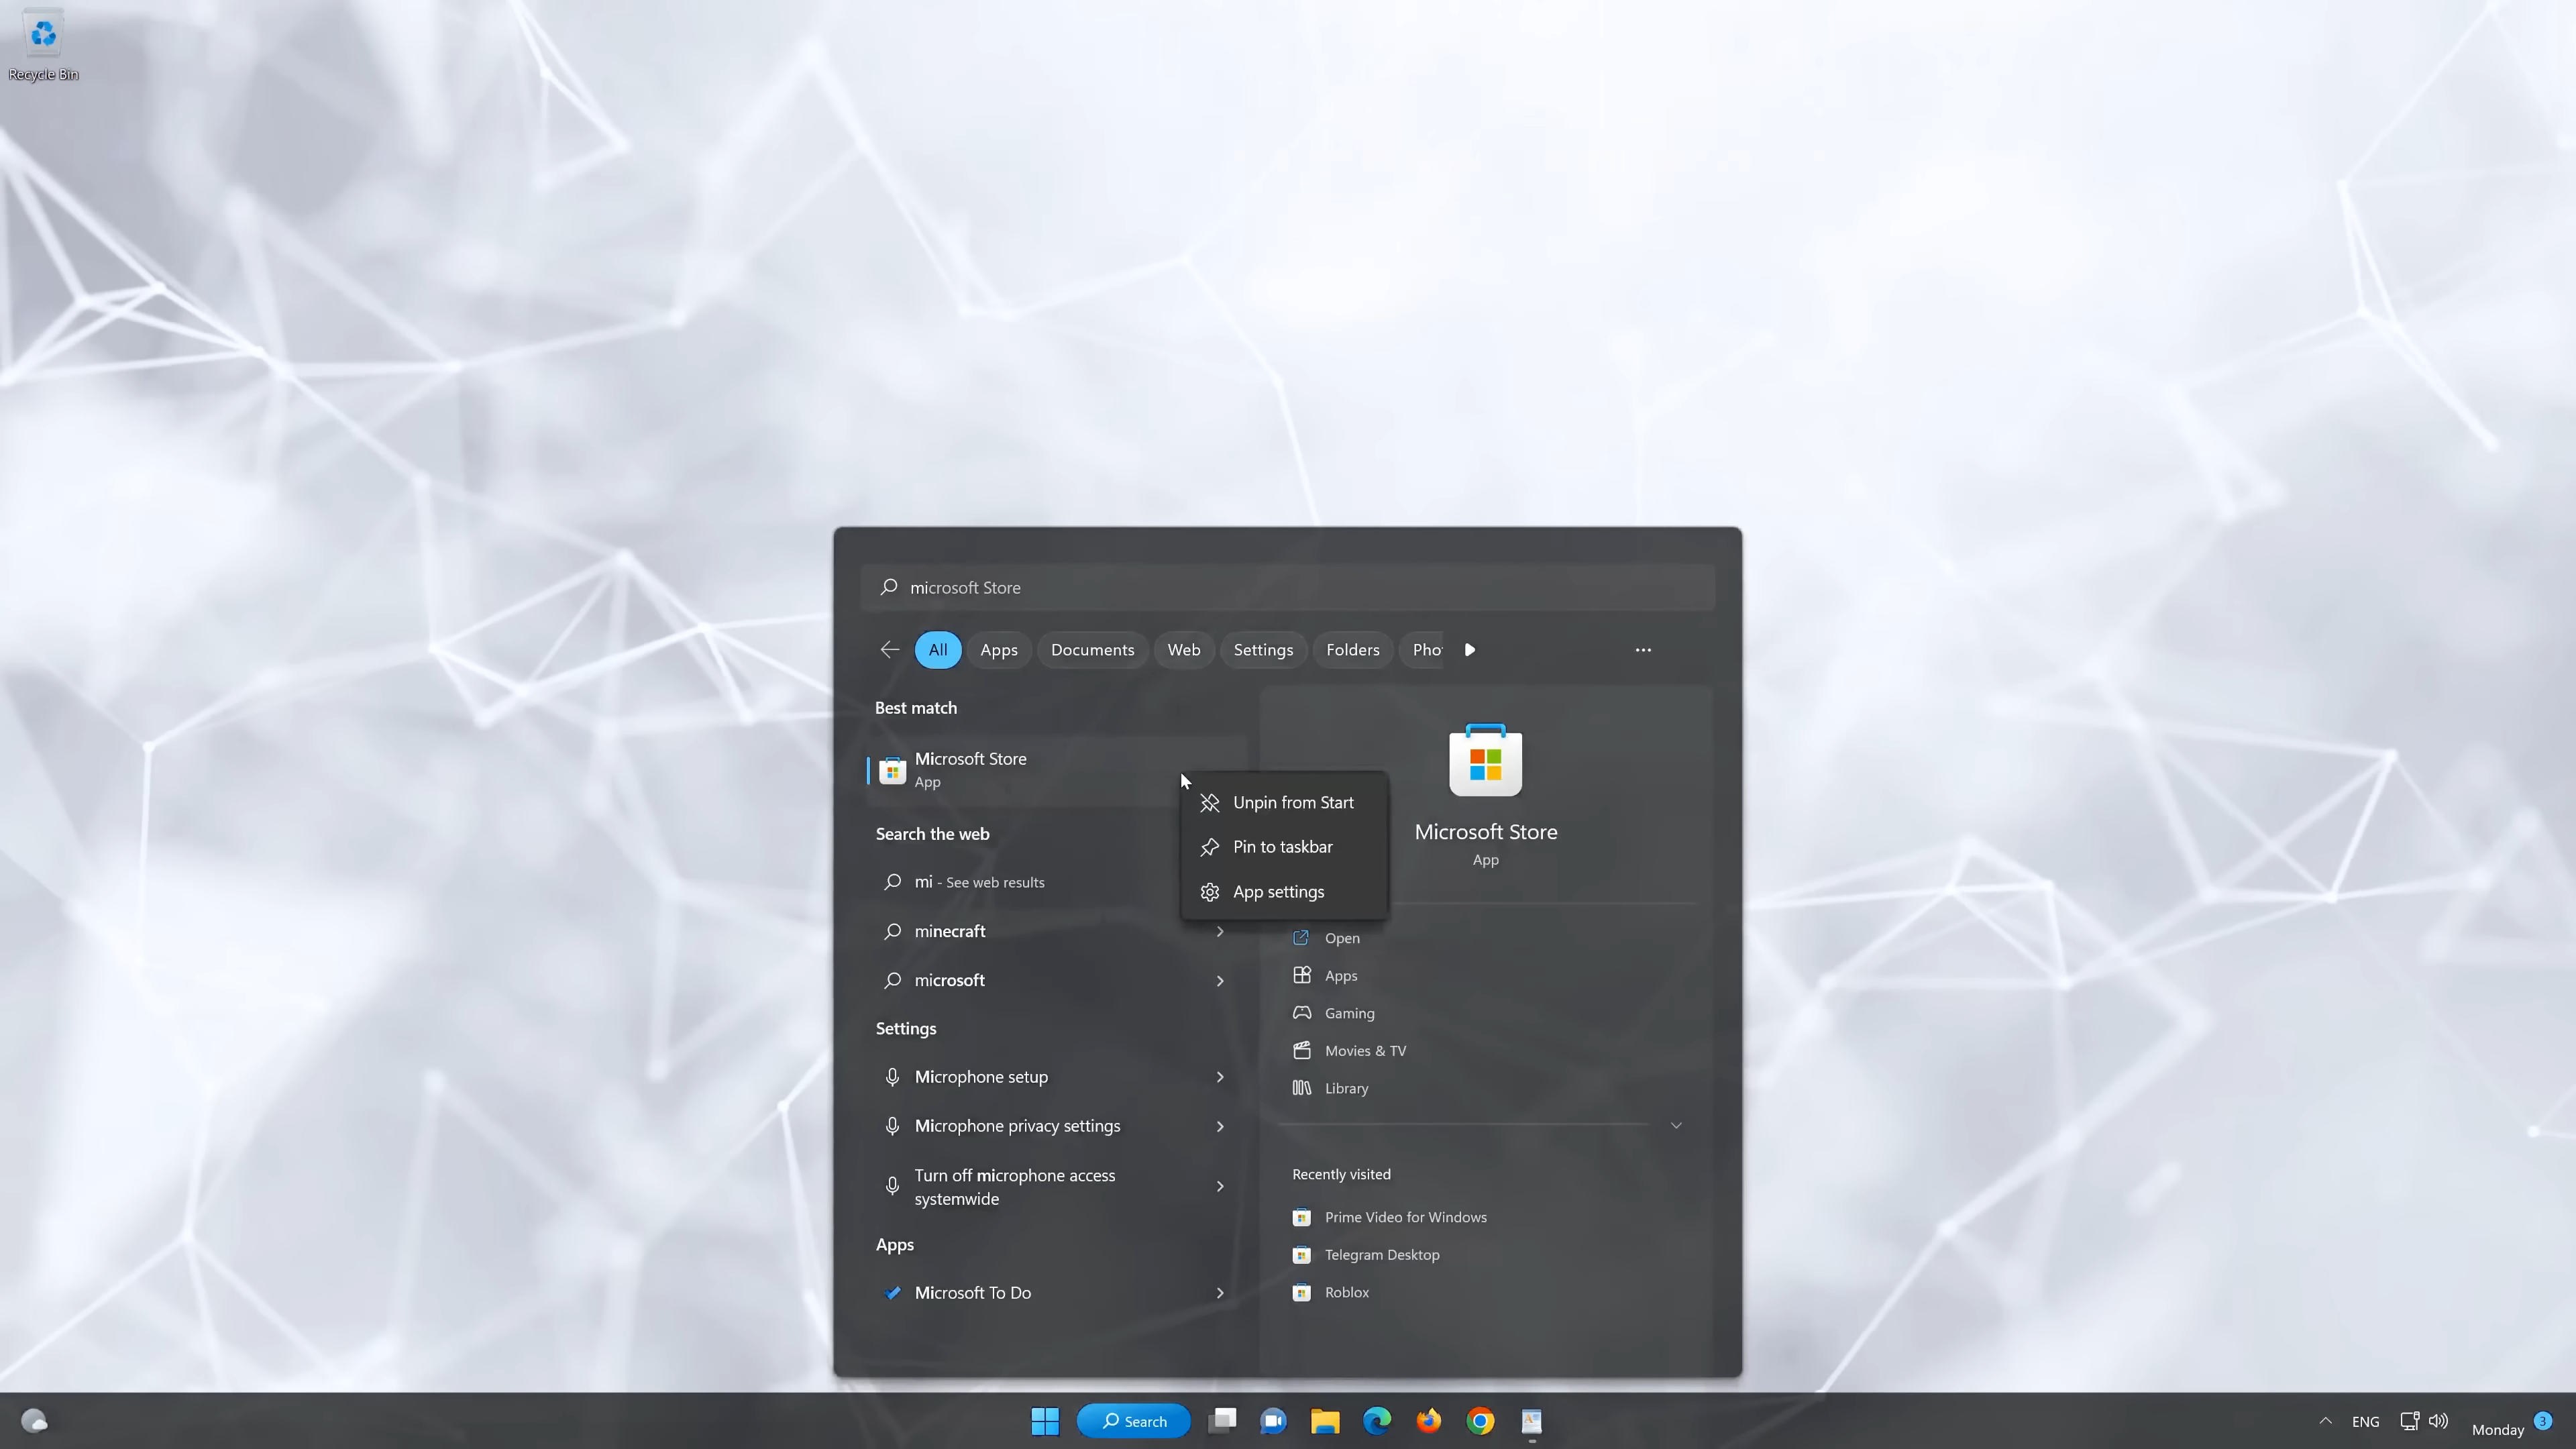 Recycle Bin
microsoft Store
All
Apps
Documents
Web
Settings
Folders
Pho
Best match
Microsoft Store
App
Search the web
mi - See web results
minecraft
microsoft
Settings
Microphone setup
Microphone privacy settings
Turn off microphone access
systemwide
Apps
Microsoft To Do
Unpin from Start
Pin to taskbar
App settings
Microsoft Store
App
Open
Apps
Gaming
Movies & TV
Library
Recently visited
Prime Video for Windows
Telegram Desktop
Roblox
Search
ENG
Monday
3